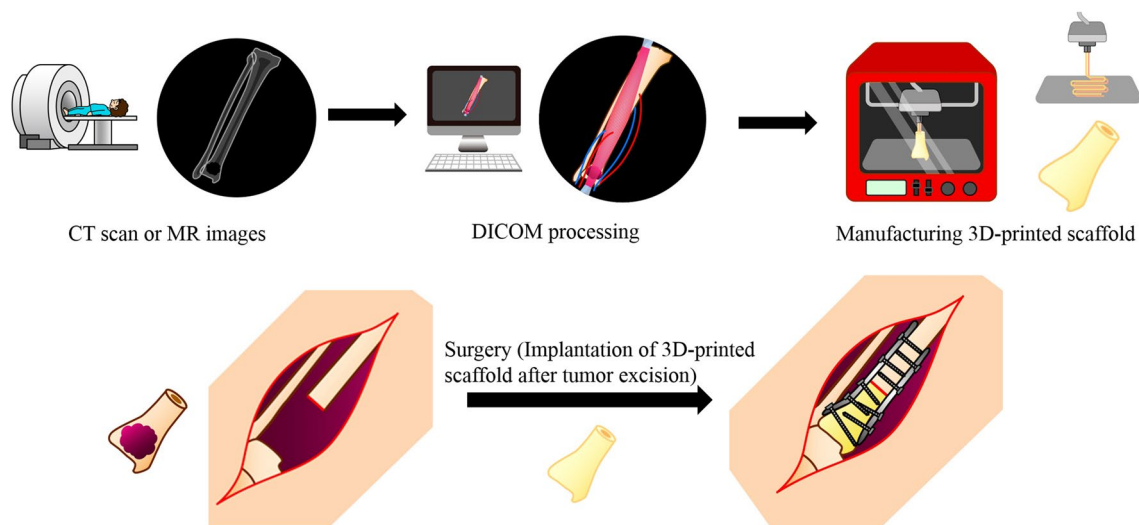 CT scan or MR images
DICOM processing
Manufacturing 3D-printed scaffold
Surgery (Implantation of 3D-printed
scaffold after tumor excision)